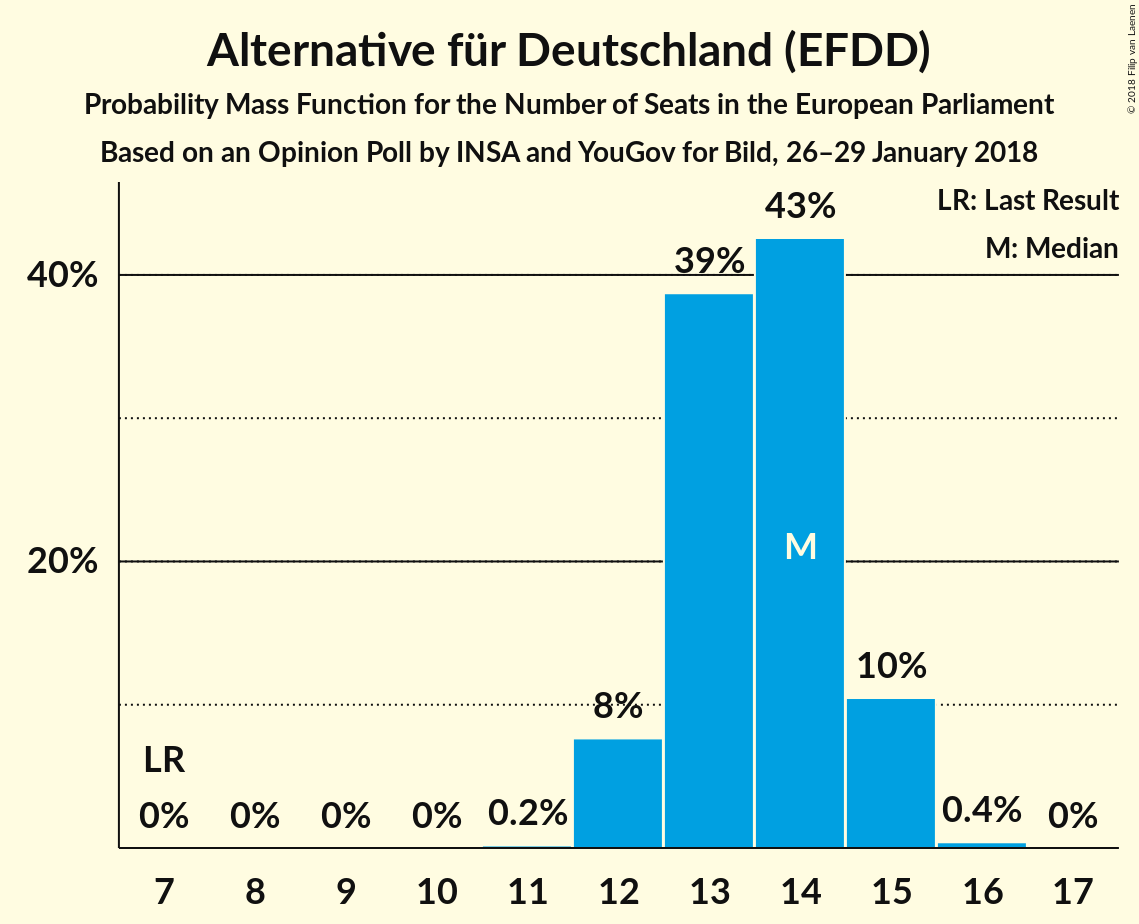 Alternative für Deutschland (EFDD)
Probability Mass Function for the Number of Seats in the European Parliament
Based on an Opinion Poll by INSA and YouGov for Bild, 26–29 January 2018
© 2018 Filip van Laenen
LR: Last Result
M: Median
43%
39%
40%
M
20%
10%
8%
LR
0% 0% 0% 0% 0.2% 0.4% 0%
7 8 9 10 11 12 13 14 15 16 17